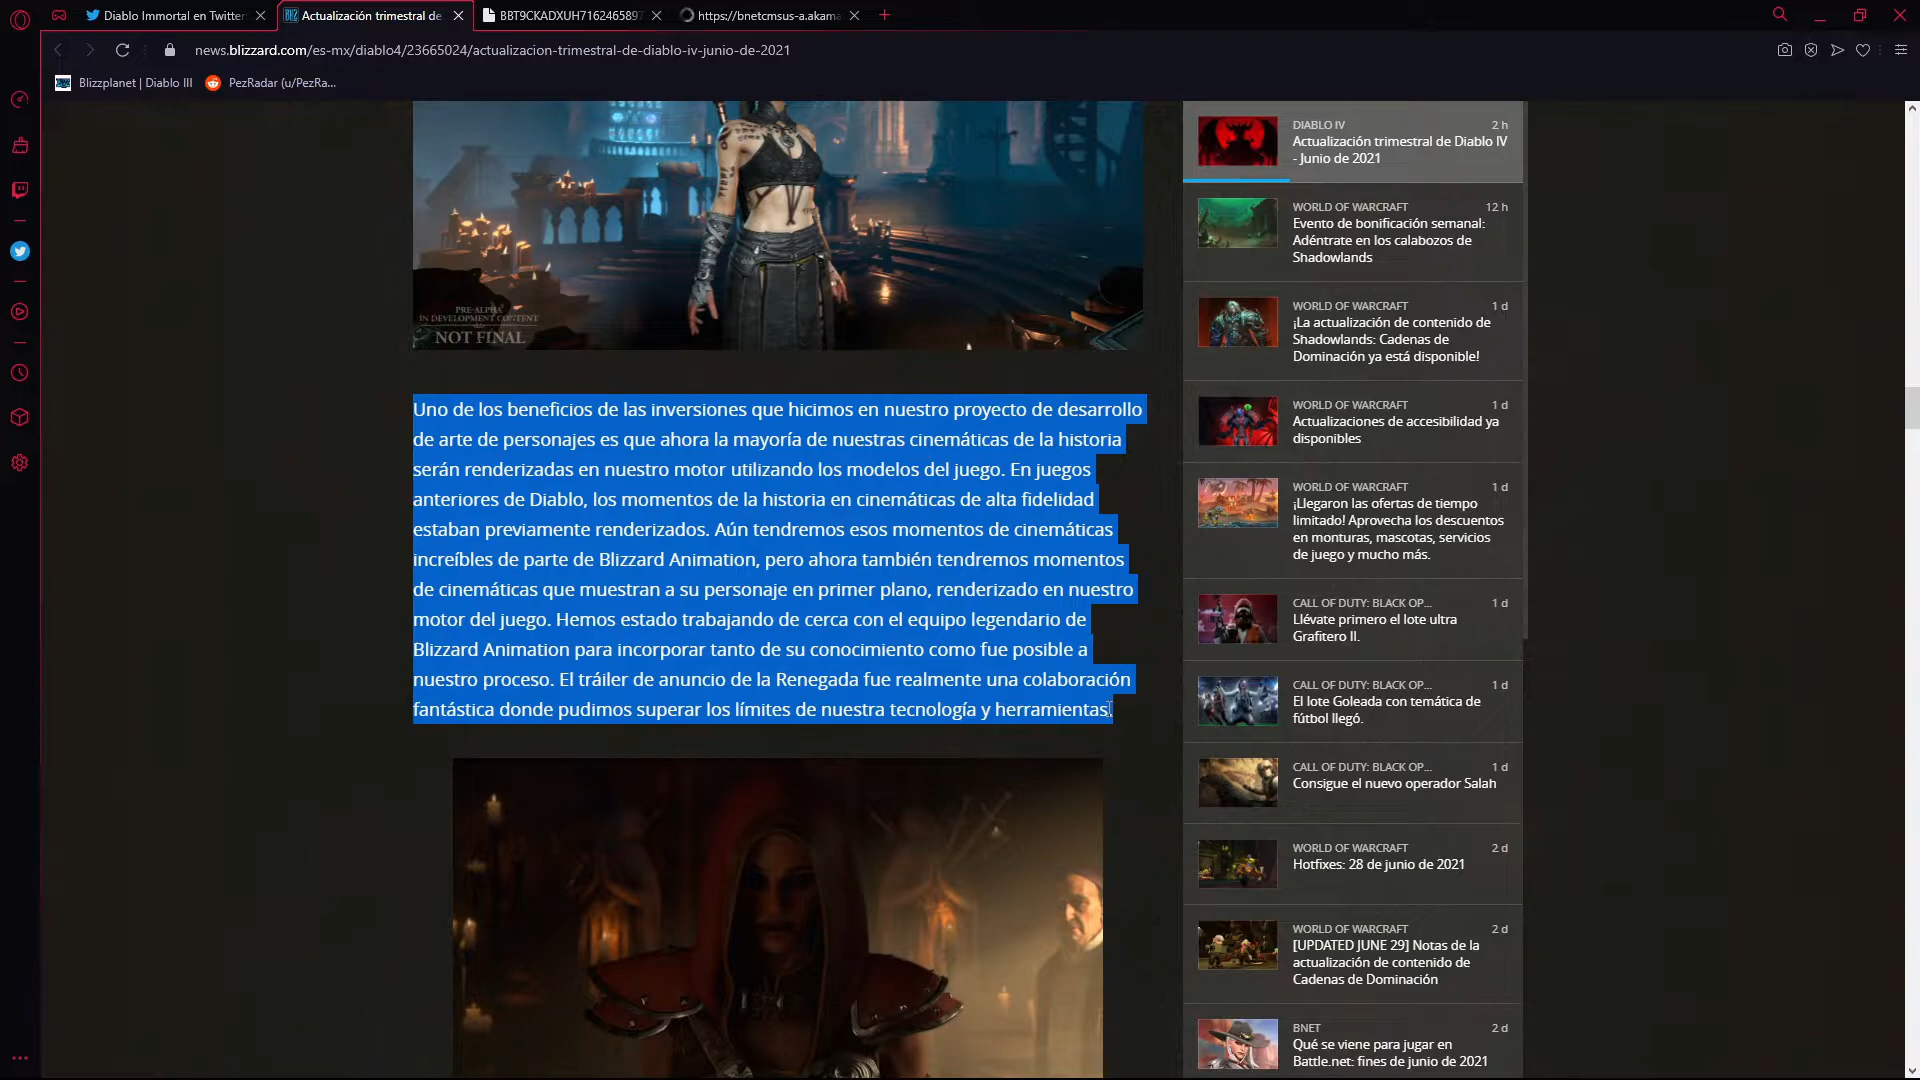 Diablo Immortal en Twitter
Actualización trimestral de
BBT9CKADXUH7162465897
https://bnetcmsus-a.akama
news.blizzard.com/es-mx/diablo4/23665024/actualizacion-trimestral-de-diablo-iv-junio-de-2021
Blizzplanet | Diablo III
PezRadar (u/PezRa...
PRE-ALPHA
IN DEVELOPMENT CONTENT
NOT FINAL
Uno de los beneficios de las inversiones que hicimos en nuestro proyecto de desarrollo
de arte de personajes es que ahora la mayoría de nuestras cinemáticas de la historia
serán renderizadas en nuestro motor utilizando los modelos del juego. En juegos
anteriores de Diablo, los momentos de la historia en cinemáticas de alta fidelidad
estaban previamente renderizados. Aún tendremos esos momentos de cinemáticas
increíbles de parte de Blizzard Animation, pero ahora también tendremos momentos
de cinemáticas que muestran a su personaje en primer plano, renderizado en nuestro
motor del juego. Hemos estado trabajando de cerca con el equipo legendario de
Blizzard Animation para incorporar tanto de su conocimiento como fue posible a
nuestro proceso. El tráiler de anuncio de la Renegada fue realmente una colaboración
fantástica donde pudimos superar los límites de nuestra tecnología y herramientas.
DIABLO IV 2 h
Actualización trimestral de Diablo IV
- Junio de 2021
WORLD OF WARCRAFT 12 h
Evento de bonificación semanal:
Adéntrate en los calabozos de
Shadowlands
WORLD OF WARCRAFT 1 d
¡La actualización de contenido de
Shadowlands: Cadenas de
Dominación ya está disponible!
WORLD OF WARCRAFT 1 d
Actualizaciones de accesibilidad ya
disponibles
WORLD OF WARCRAFT 1 d
¡Llegaron las ofertas de tiempo
limitado! Aprovecha los descuentos
en monturas, mascotas, servicios
de juego y mucho más.
CALL OF DUTY: BLACK OP... 1 d
Llévate primero el lote ultra
Grafitero II.
CALL OF DUTY: BLACK OP... 1 d
El lote Goleada con temática de
fútbol llegó.
CALL OF DUTY: BLACK OP... 1 d
Consigue el nuevo operador Salah
WORLD OF WARCRAFT 2 d
Hotfixes: 28 de junio de 2021
WORLD OF WARCRAFT 2 d
[UPDATED JUNE 29] Notas de la
actualización de contenido de
Cadenas de Dominación
BNET 2 d
Qué se viene para jugar en
Battle.net: fines de junio de 2021